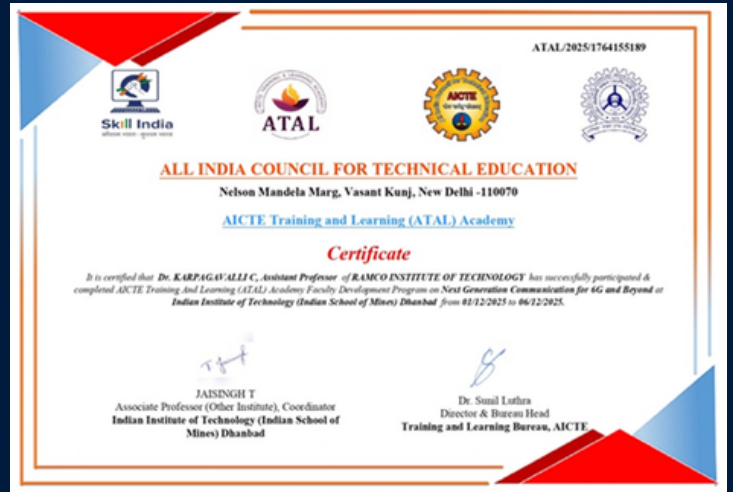 ATAL/2025/1764155189
Skill India
कौशल भारत - कुशल भारत
ATAL
AICTE
ALL INDIA COUNCIL FOR TECHNICAL EDUCATION
Nelson Mandela Marg, Vasant Kunj, New Delhi -110070
AICTE Training and Learning (ATAL) Academy
Certificate
It is certified that Dr. KARPAGAVALLI C, Assistant Professor of RAMCO INSTITUTE OF TECHNOLOGY has successfully participated &
completed AICTE Training And Learning (ATAL) Academy Faculty Development Program on Next Generation Communication for 6G and Beyond at
Indian Institute of Technology (Indian School of Mines) Dhanbad from 01/12/2025 to 06/12/2025.
JAISINGH T
Associate Professor (Other Institute), Coordinator
Indian Institute of Technology (Indian School of
Mines) Dhanbad
Dr. Sunil Luthra
Director & Bureau Head
Training and Learning Bureau, AICTE